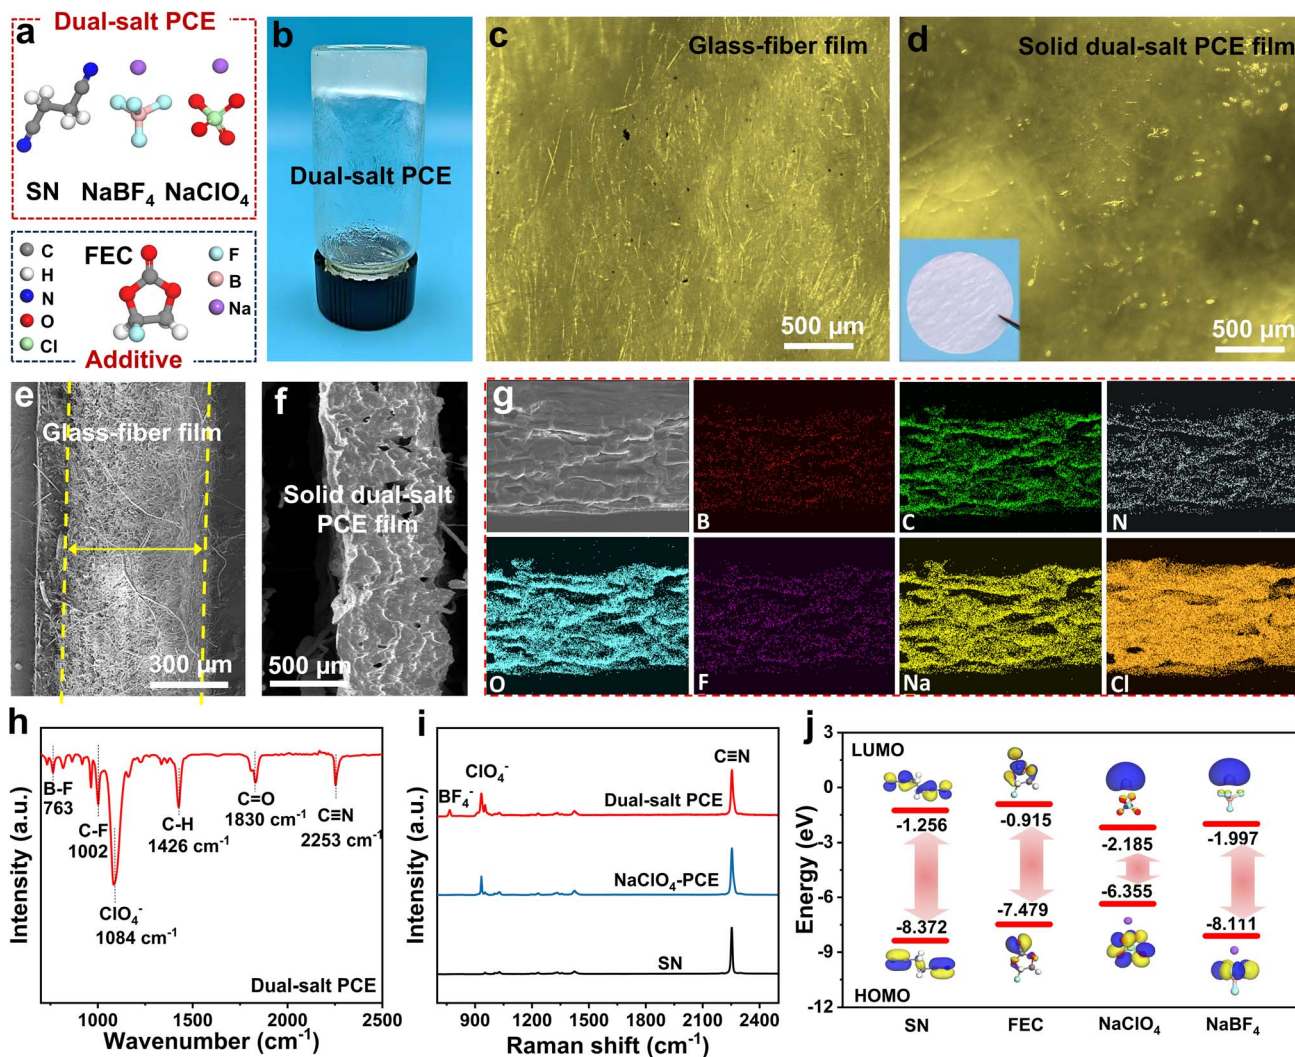 a
Dual-salt PCE
SN NaBF₄ NaClO₄
FEC
C
H
N
O
Cl
F
B
Na
Additive
b
Dual-salt PCE
c
Glass-fiber film
500 µm
d
Solid dual-salt PCE film
500 µm
e
Glass-fiber film
300 µm
f
Solid dual-salt
PCE film
500 µm
g
B
C
N
O
F
Na
Cl
h
Intensity (a.u.)
B-F
763
C-F
1002
ClO₄⁻
1084 cm⁻¹
C-H
1426 cm⁻¹
C=O
1830 cm⁻¹
C≡N
2253 cm⁻¹
Dual-salt PCE
1000 1500 2000 2500
Wavenumber (cm⁻¹)
i
Intensity (a.u.)
ClO₄⁻
BF₄⁻
C≡N
Dual-salt PCE
NaClO₄-PCE
SN
900 1200 1500 1800 2100 2400
Raman shift (cm⁻¹)
j
Energy (eV)
3
0
-3
-6
-9
-12
LUMO
-1.256
-0.915
-2.185
-1.997
-8.372
-7.479
-6.355
-8.111
HOMO
SN FEC NaClO₄ NaBF₄